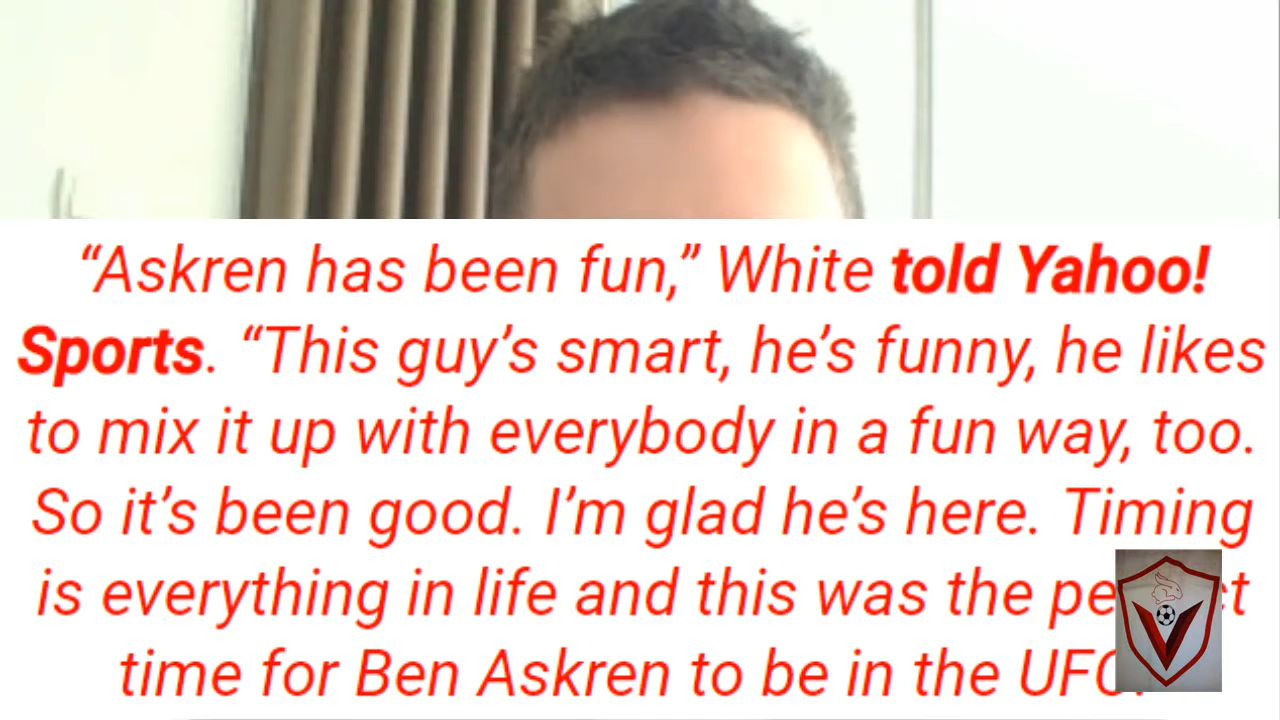 “Askren has been fun,” White told Yahoo!
Sports. “This guy’s smart, he’s funny, he likes
to mix it up with everybody in a fun way, too.
So it’s been good. I’m glad he’s here. Timing
is everything in life and this was the
time for Ben Askren to be in the